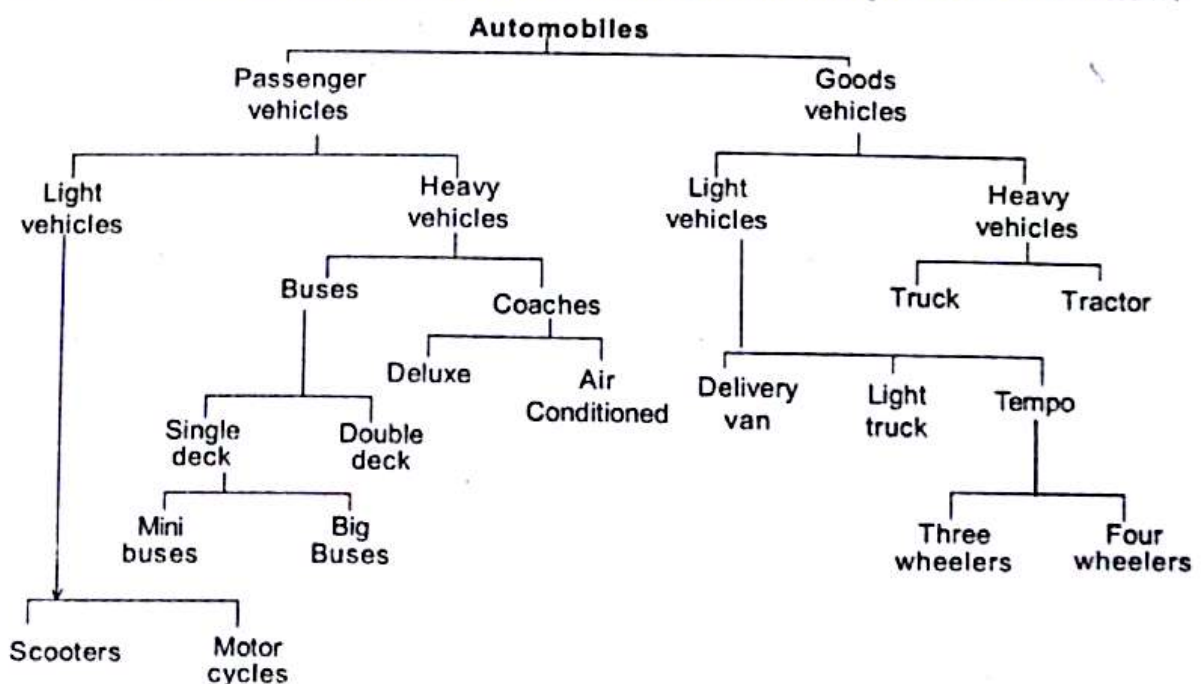 Automobiles
Passenger
vehicles
Goods
vehicles
Light
vehicles
Heavy
vehicles
Light
vehicles
Heavy
vehicles
Buses
Coaches
Truck
Tractor
Deluxe
Air
Conditioned
Delivery
van
Light
truck
Tempo
Single
deck
Double
deck
Mini
buses
Big
Buses
Three
wheelers
Four
wheelers
Scooters
Motor
cycles